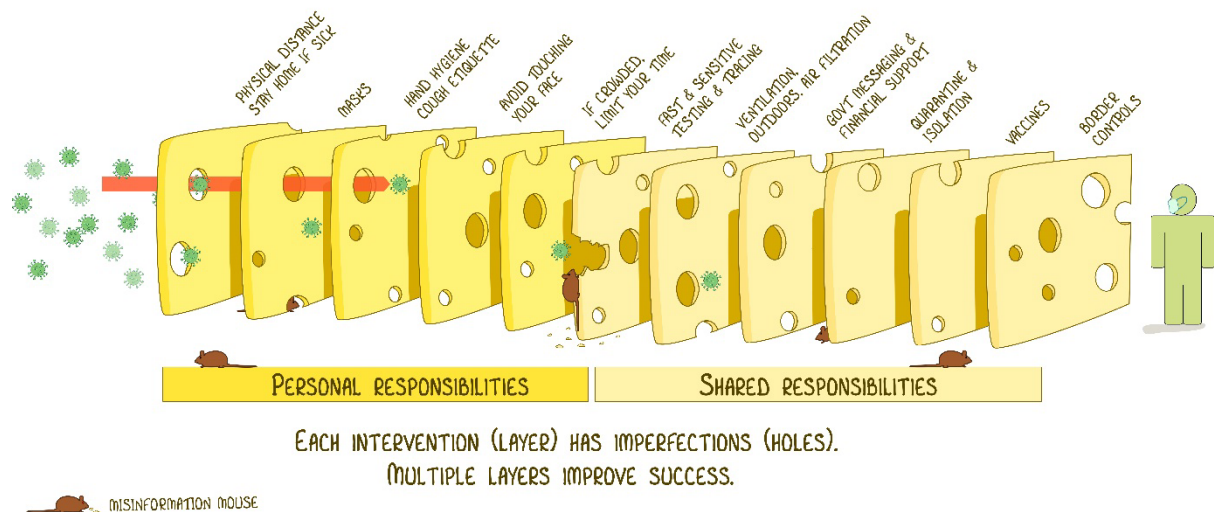 PHYSICAL DISTANCE
STAY HOME IF SICK
MASKS
HAND HYGIENE
COUGH ETIQUETTE
AVOID TOUCHING
YOUR FACE
IF CROWDED,
LIMIT YOUR TIME
FAST & SENSITIVE
TESTING & TRACING
VENTILATION,
OUTDOORS, AIR FILTRATION
GOVT MESSAGING &
FINANCIAL SUPPORT
QUARANTINE &
ISOLATION
VACCINES
BORDER
CONTROLS
PERSONAL RESPONSIBILITIES
SHARED RESPONSIBILITIES
EACH INTERVENTION (LAYER) HAS IMPERFECTIONS (HOLES).
MULTIPLE LAYERS IMPROVE SUCCESS.
MISINFORMATION MOUSE